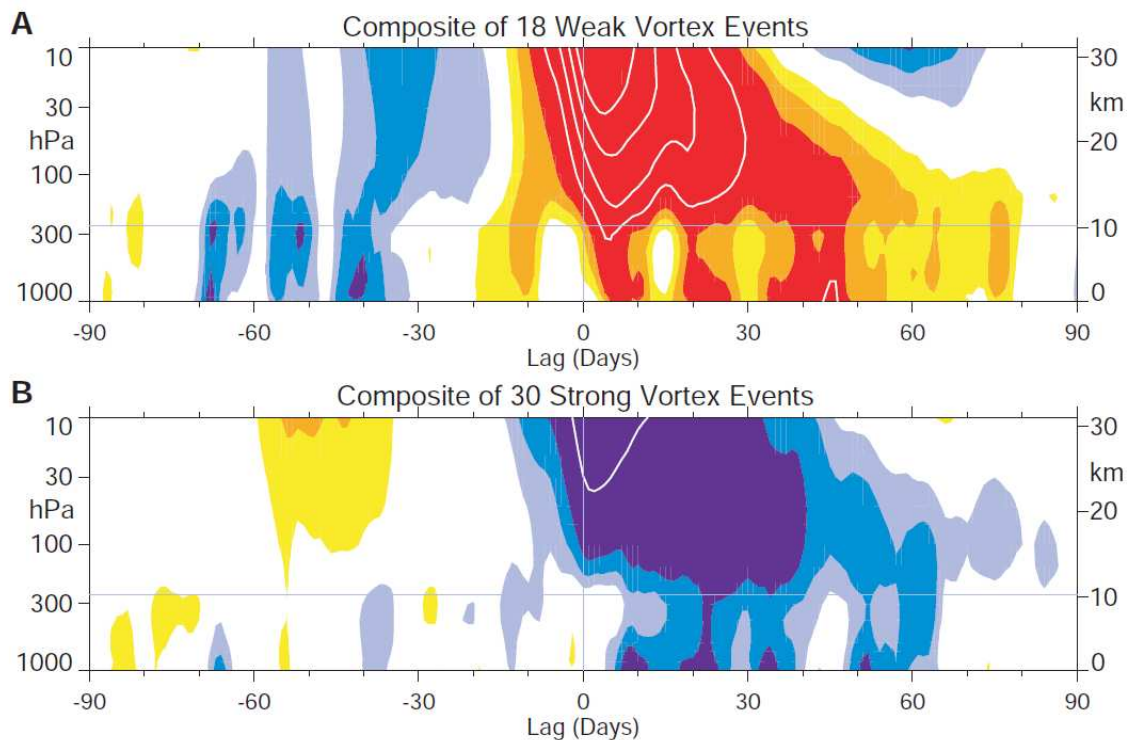 A
Composite of 18 Weak Vortex Events
10
30
hPa
100
300
1000
30
km
20
10
0
-90 -60 -30 0 30 60 90
Lag (Days)
B
Composite of 30 Strong Vortex Events
10
30
hPa
100
300
1000
30
km
20
10
0
-90 -60 -30 0 30 60 90
Lag (Days)